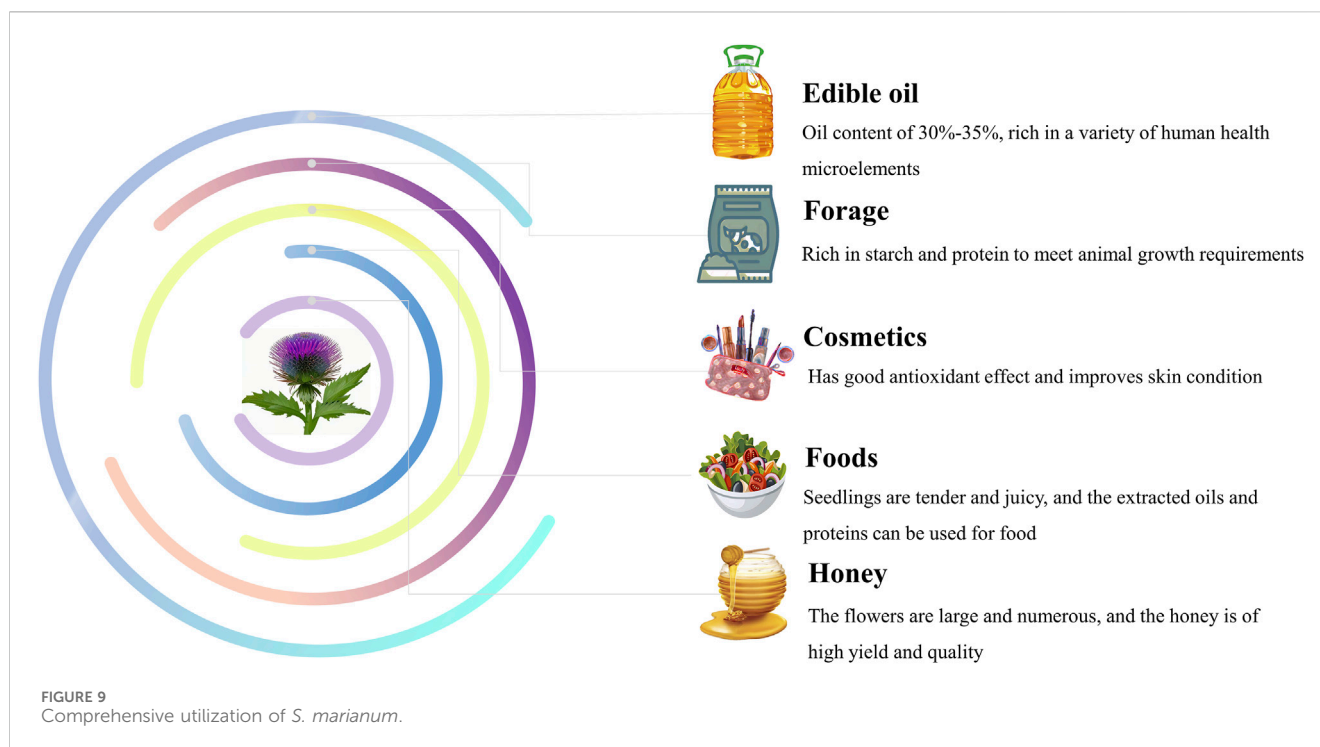 Edible oil
Oil content of 30%-35%, rich in a variety of human health
microelements
Forage
Rich in starch and protein to meet animal growth requirements
Cosmetics
Has good antioxidant effect and improves skin condition
Foods
Seedlings are tender and juicy, and the extracted oils and
proteins can be used for food
Honey
The flowers are large and numerous, and the honey is of
high yield and quality
FIGURE 9
Comprehensive utilization of S. marianum.